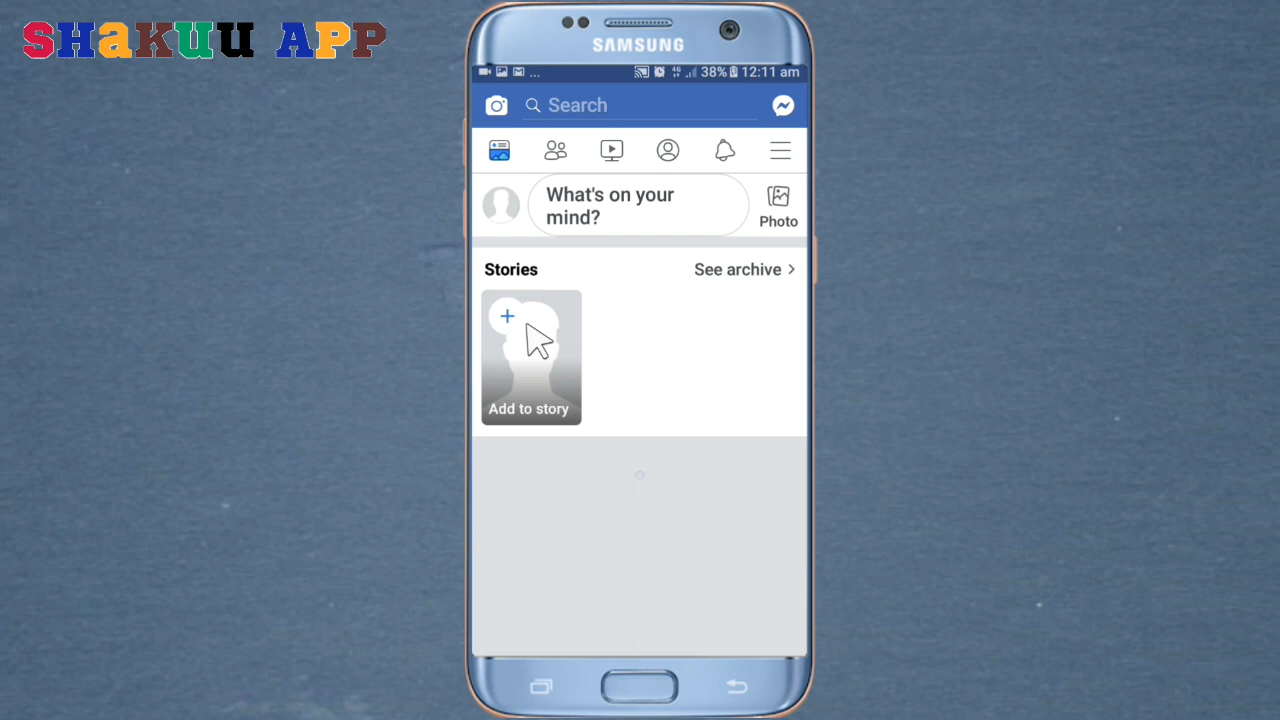 SHaKUU APP
SAMSUNG
... 4G 38% 12:11 am
Search
What's on your
mind?
Photo
Stories
See archive
Add to story